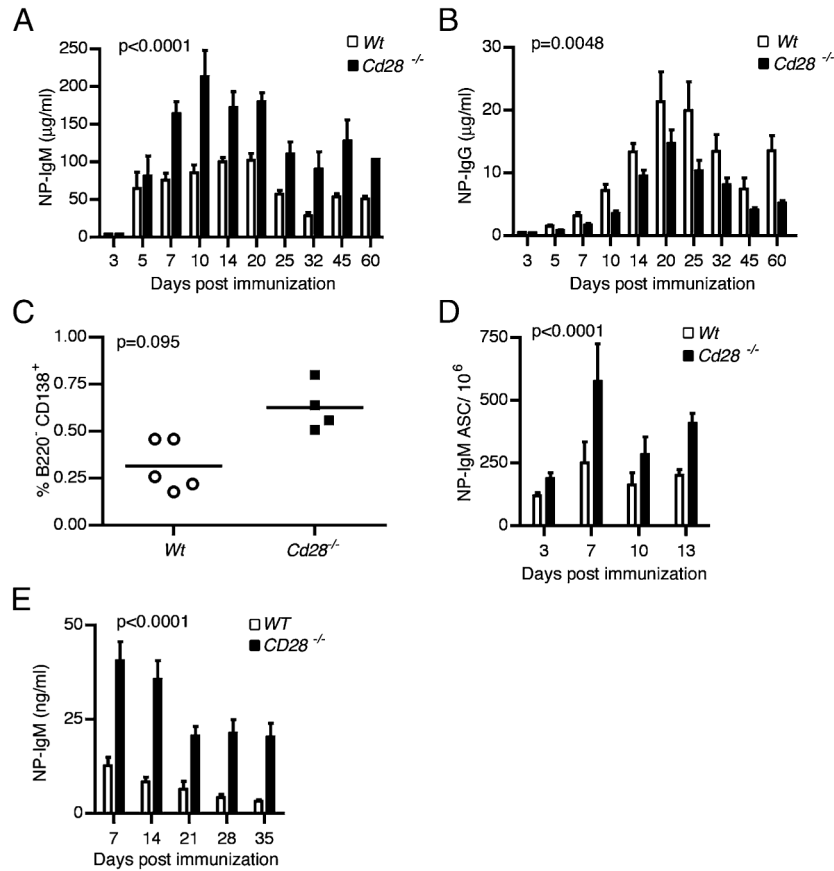 A
p<0.0001
Wt
Cd28 -/-
NP-IgM (µg/ml)
250
200
150
100
50
0
3 5 7 10 14 20 25 32 45 60
Days post immunization
B
p=0.0048
Wt
Cd28 -/-
NP-IgG (µg/ml)
30
20
10
0
3 5 7 10 14 20 25 32 45 60
Days post immunization
C
p=0.095
% B220- CD138+
1.00
0.75
0.50
0.25
0.00
Wt Cd28-/-
D
p<0.0001
Wt
Cd28 -/-
NP-IgM ASC/ 10^6
750
500
250
0
3 7 10 13
Days post immunization
E
p<0.0001
WT
CD28 -/-
NP-IgM (ng/ml)
50
25
0
7 14 21 28 35
Days post immunization